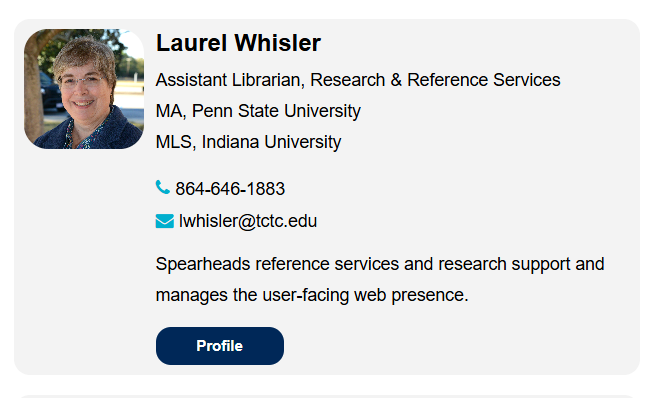 Laurel Whisler
Assistant Librarian, Research & Reference Services
MA, Penn State University
MLS, Indiana University
864-646-1883
lwhisler@tctc.edu
Spearheads reference services and research support and
manages the user-facing web presence.
Profile